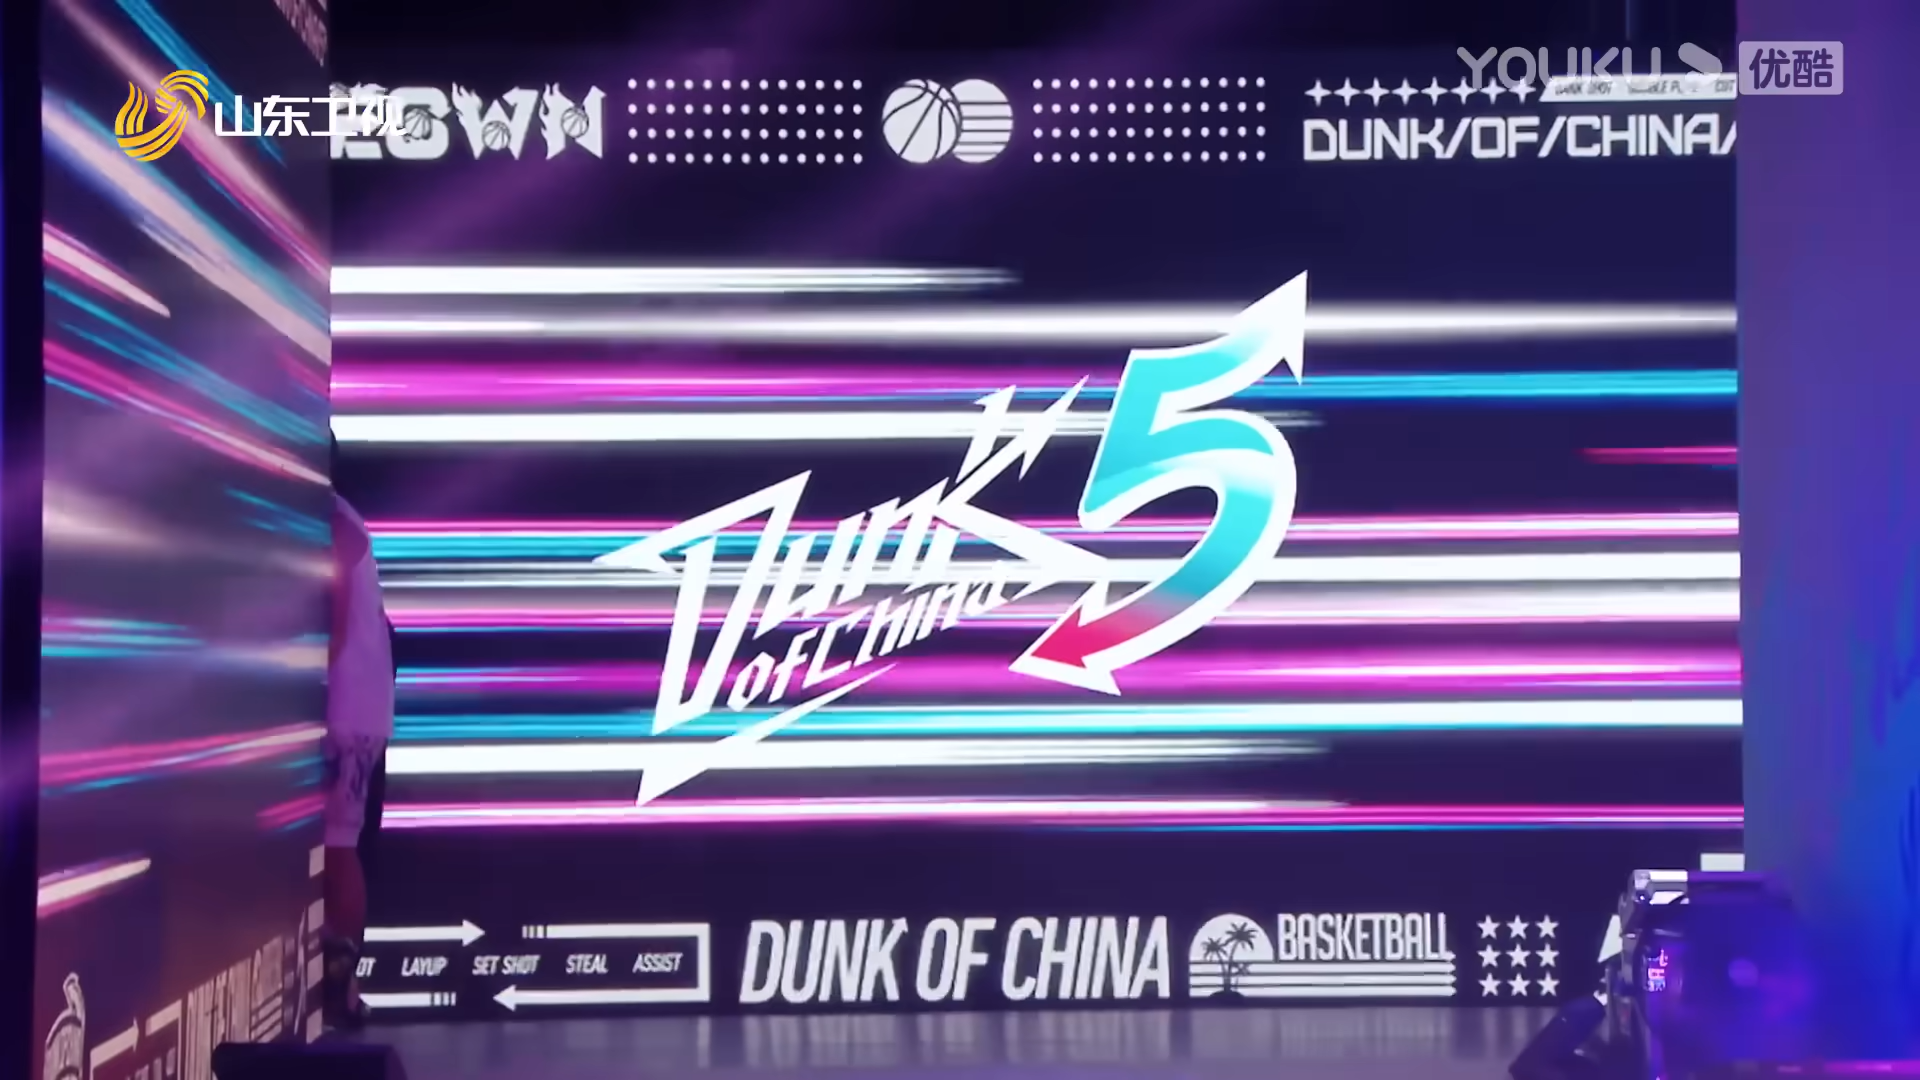 山东卫视
YOUKU 优酷
DUNK/OF/CHINA/
Dunk
of China
5
LAYUP SET SHOT STEAL ASSIST
DUNK OF CHINA
BASKETBALL